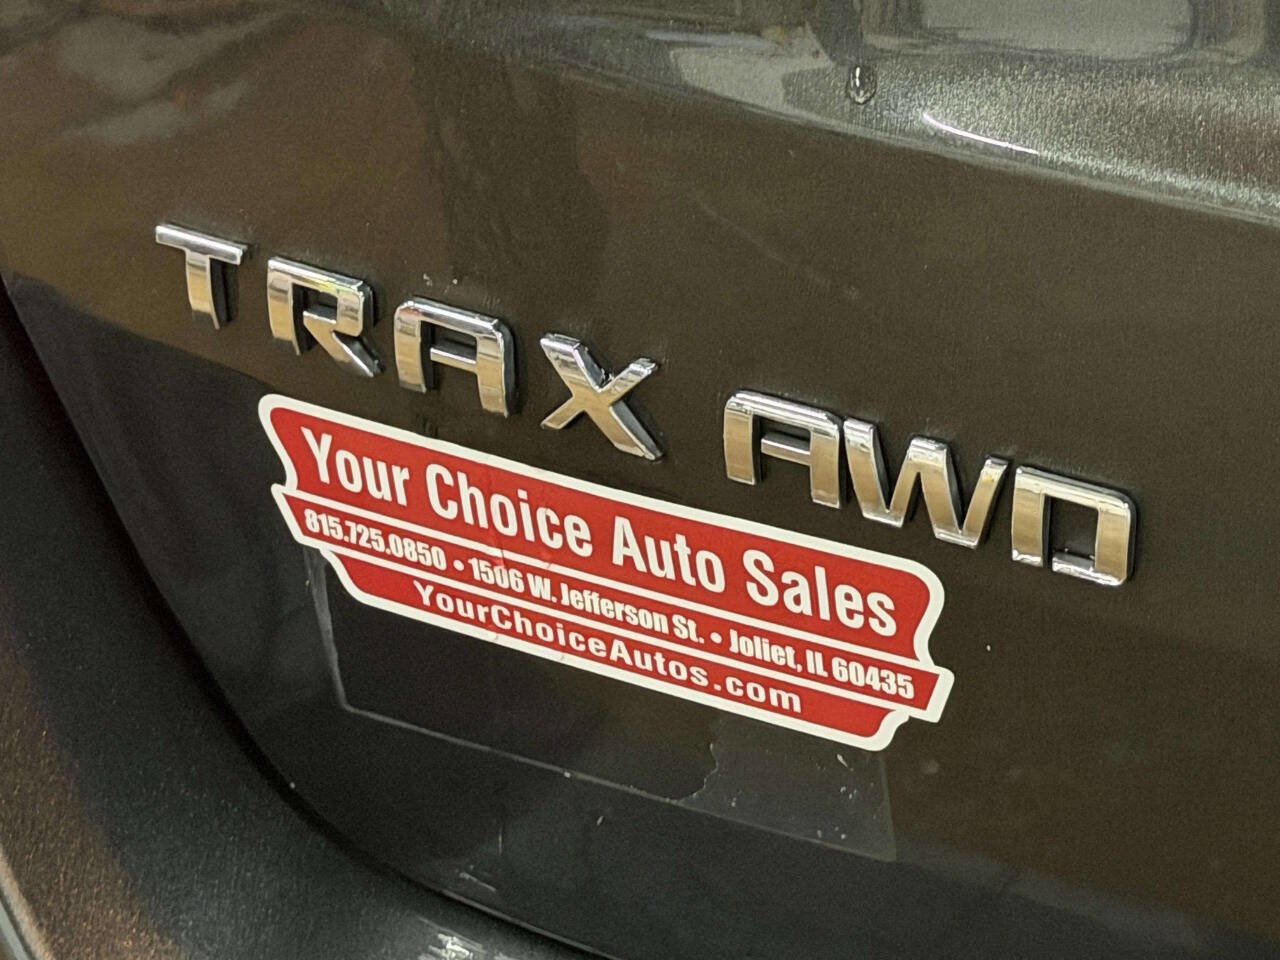 TRAX AWD
Your Choice Auto Sales
815.725.0850 • 1506 W. Jefferson St. • Joliet, IL 60435
YourChoiceAutos.com